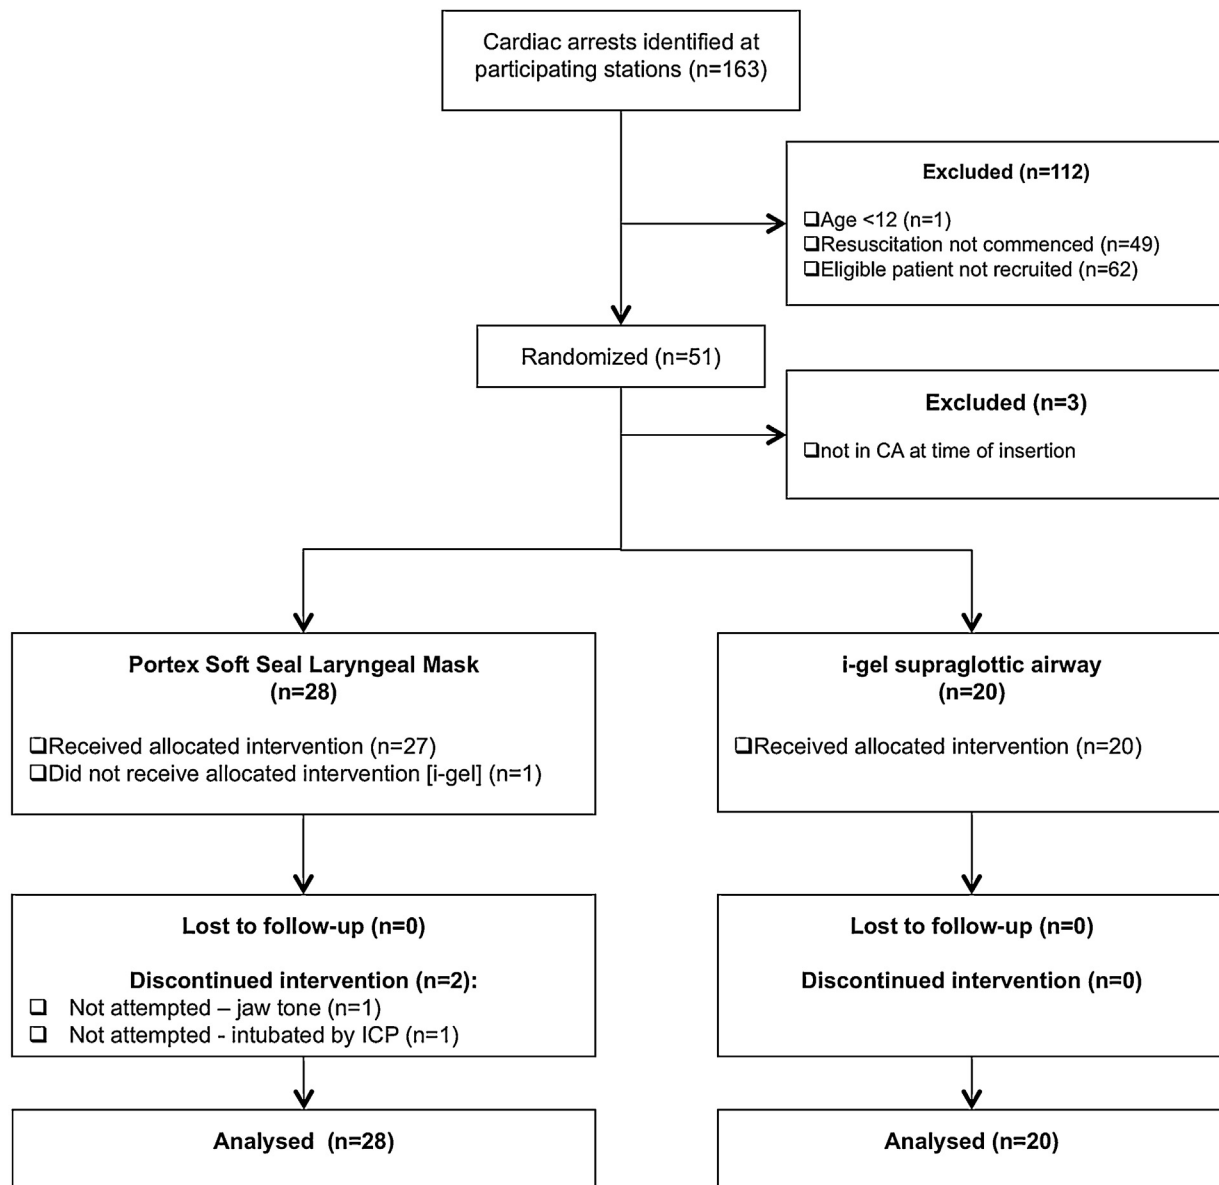 Cardiac arrests identified at
participating stations (n=163)
Excluded (n=112)
❑Age <12 (n=1)
❑Resuscitation not commenced (n=49)
❑Eligible patient not recruited (n=62)
Randomized (n=51)
Excluded (n=3)
❑not in CA at time of insertion
Portex Soft Seal Laryngeal Mask
(n=28)
❑Received allocated intervention (n=27)
❑Did not receive allocated intervention [i-gel] (n=1)
i-gel supraglottic airway
(n=20)
❑Received allocated intervention (n=20)
Lost to follow-up (n=0)
Discontinued intervention (n=2):
❑ Not attempted – jaw tone (n=1)
❑ Not attempted - intubated by ICP (n=1)
Lost to follow-up (n=0)
Discontinued intervention (n=0)
Analysed (n=28)
Analysed (n=20)